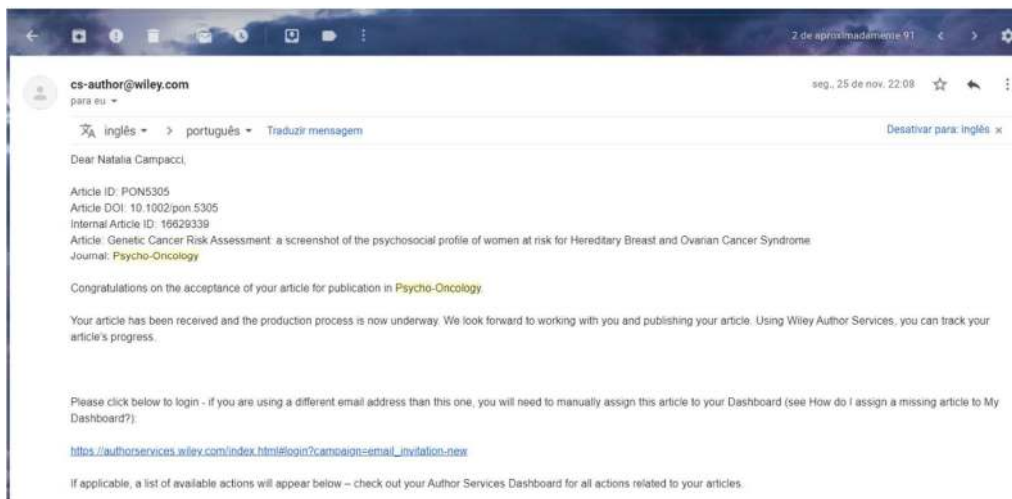 2 de aproximadamente 91
cs-author@wiley.com
seg., 25 de nov. 22:08
para eu
inglês > português Traduzir mensagem
Desativar para: inglês x
Dear Natalia Campacci,
Article ID: PON5305
Article DOI: 10.1002/pon.5305
Internal Article ID: 16629339
Article: Genetic Cancer Risk Assessment: a screenshot of the psychosocial profile of women at risk for Hereditary Breast and Ovarian Cancer Syndrome
Journal: Psycho-Oncology
Congratulations on the acceptance of your article for publication in Psycho-Oncology.
Your article has been received and the production process is now underway. We look forward to working with you and publishing your article. Using Wiley Author Services, you can track your
article's progress.
Please click below to login - if you are using a different email address than this one, you will need to manually assign this article to your Dashboard (see How do I assign a missing article to My
Dashboard?):
https://authorservices.wiley.com/index.html#login?campaign=email_invitation-new
If applicable, a list of available actions will appear below – check out your Author Services Dashboard for all actions related to your articles.